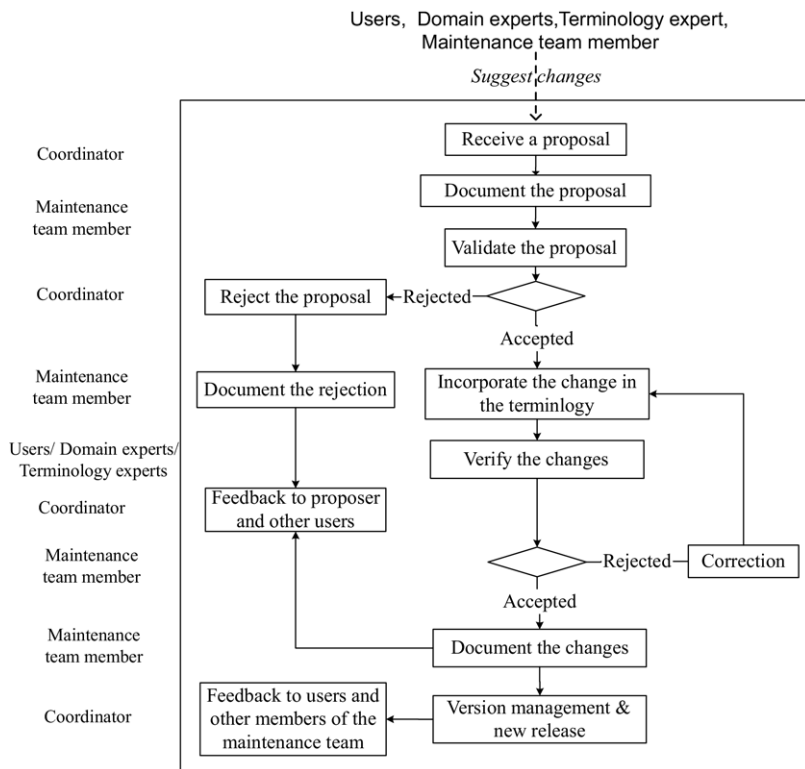 Users, Domain experts,Terminology expert,
Maintenance team member
Suggest changes
Coordinator
Receive a proposal
Maintenance
team member
Document the proposal
Validate the proposal
Coordinator
Reject the proposal
Rejected
Accepted
Maintenance
team member
Document the rejection
Incorporate the change in
the terminlogy
Users/ Domain experts/
Terminology experts
Verify the changes
Coordinator
Feedback to proposer
and other users
Maintenance
team member
Rejected
Correction
Accepted
Maintenance
team member
Document the changes
Coordinator
Feedback to users and
other members of the
maintenance team
Version management &
new release